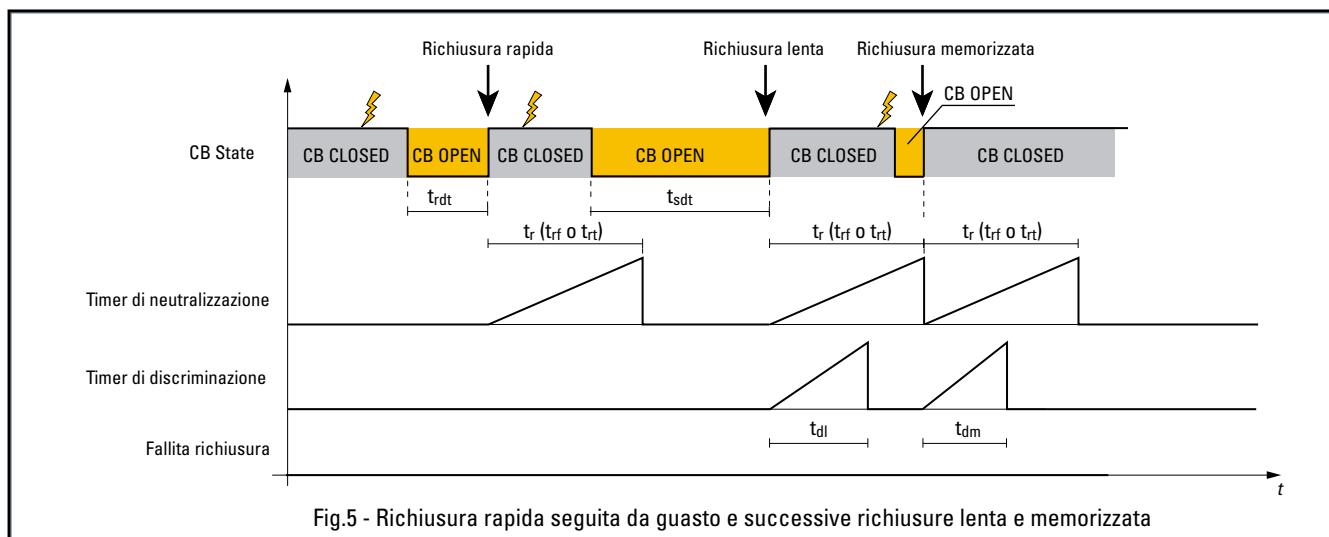 Richiusura rapida
Richiusura lenta
Richiusura memorizzata
CB OPEN
CB State
CB CLOSED
CB OPEN
CB CLOSED
CB OPEN
CB CLOSED
CB CLOSED
trdt
tsdt
tr (trf o trt)
tr (trf o trt)
tr (trf o trt)
Timer di neutralizzazione
Timer di discriminazione
tdl
tdm
Fallita richiusura
t
Fig.5 - Richiusura rapida seguita da guasto e successive richiusure lenta e memorizzata